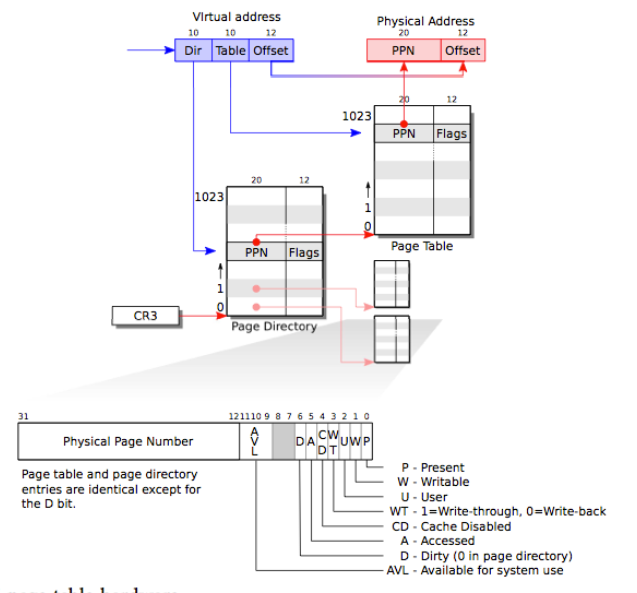 Virtual address
10 10 12
Dir Table Offset
Physical Address
20 12
PPN Offset
20 12
1023
PPN Flags
1
0
Page Table
20 12
1023
PPN Flags
1
0
CR3
Page Directory
31 12 11 10 9 8 7 6 5 4 3 2 1 0
Physical Page Number
AVL
D
A
CD
WT
U
W
P
Page table and page directory
entries are identical except for
the D bit.
P - Present
W - Writable
U - User
WT - 1=Write-through, 0=Write-back
CD - Cache Disabled
A - Accessed
D - Dirty (0 in page directory)
AVL - Available for system use